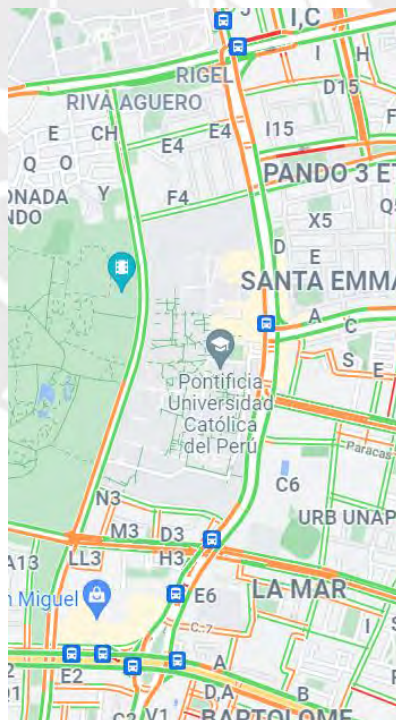 I,C
RIGEL
I
H
D15
RIVA AGUERO
E
CH
E4
E4
I15
F
Q
O
ONADA
NDO
Y
F4
PANDO 3 ET
X5
Q5
D
E
SANTA EMMA
A
C
S
E
Pontificia
Universidad
Católica
del Perú
Paracas
C6
N3
URB UNAP
M3
D3
H3
A13
LL3
n Miguel
E6
LA MAR
I
S
A
E2
D,A
B
V1
BARTOLOME